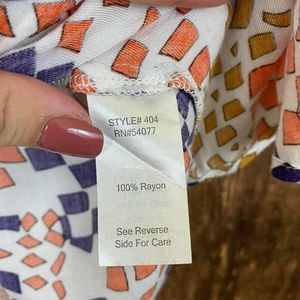 STYLE# 404
RN#54077
100% Rayon
See Reverse
Side For Care